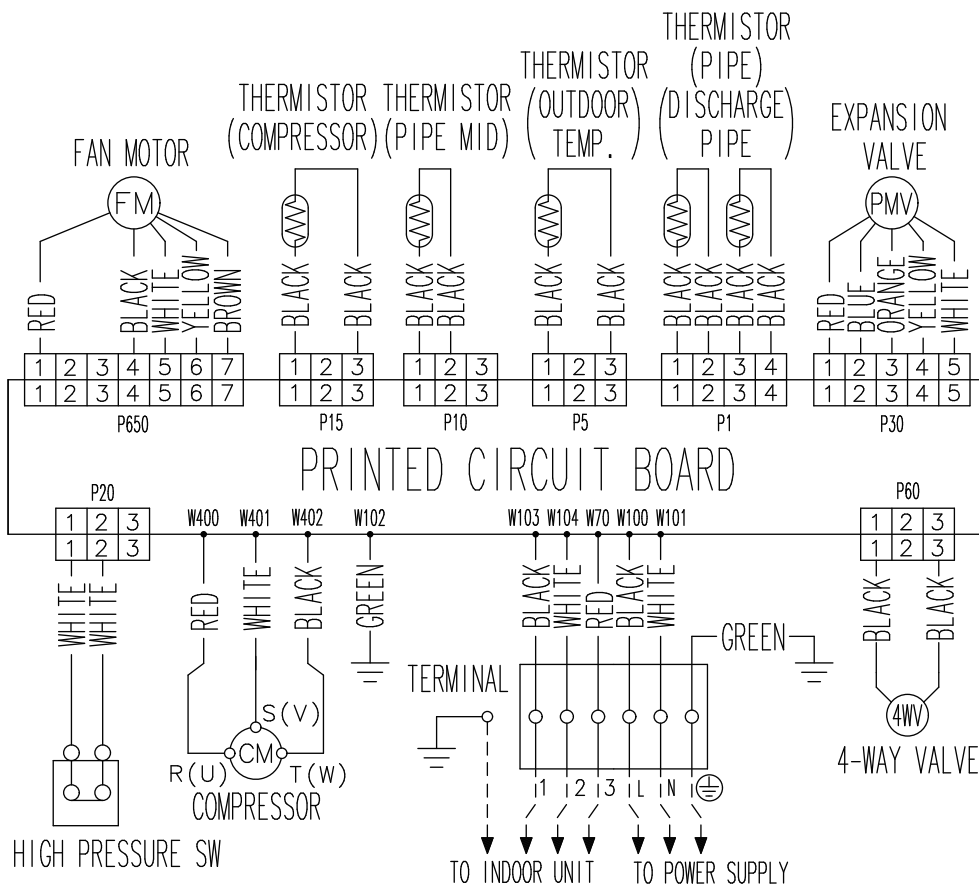 THERMISTOR
(PIPE)
(DISCHARGE)
PIPE
THERMISTOR
(OUTDOOR)
TEMP.
THERMISTOR
(COMPRESSOR)
THERMISTOR
(PIPE MID)
EXPANSION
VALVE
FAN MOTOR
FM
PMV
RED
BLACK
WHITE
YELLOW
BROWN
BLACK
BLACK
BLACK
BLACK
BLACK
BLACK
BLACK
BLACK
BLACK
BLACK
RED
BLUE
ORANGE
YELLOW
WHITE
1 2 3 4 5 6 7
1 2 3 4 5 6 7
P650
1 2 3
1 2 3
P15
1 2 3
1 2 3
P10
1 2 3
1 2 3
P5
1 2 3 4
1 2 3 4
P1
1 2 3 4 5
1 2 3 4 5
P30
PRINTED CIRCUIT BOARD
P20
1 2 3
1 2 3
W400 W401 W402 W102
W103 W104 W70 W100 W101
P60
1 2 3
1 2 3
WHITE
WHITE
RED
WHITE
BLACK
GREEN
BLACK
WHITE
RED
BLACK
WHITE
GREEN
BLACK
BLACK
TERMINAL
S(V)
CM
R(U) T(W)
COMPRESSOR
4WV
4-WAY VALVE
1 2 3 L N
HIGH PRESSURE SW
TO INDOOR UNIT
TO POWER SUPPLY